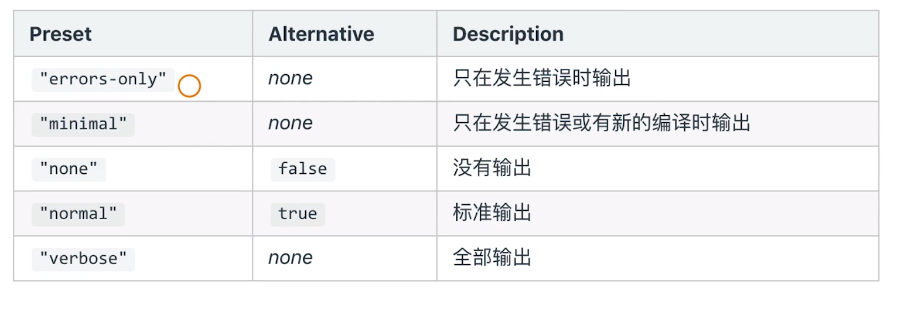 Preset Alternative Description
"errors-only" none 只在发生错误时输出
"minimal" none 只在发生错误或有新的编译时输出
"none" false 没有输出
"normal" true 标准输出
"verbose" none 全部输出